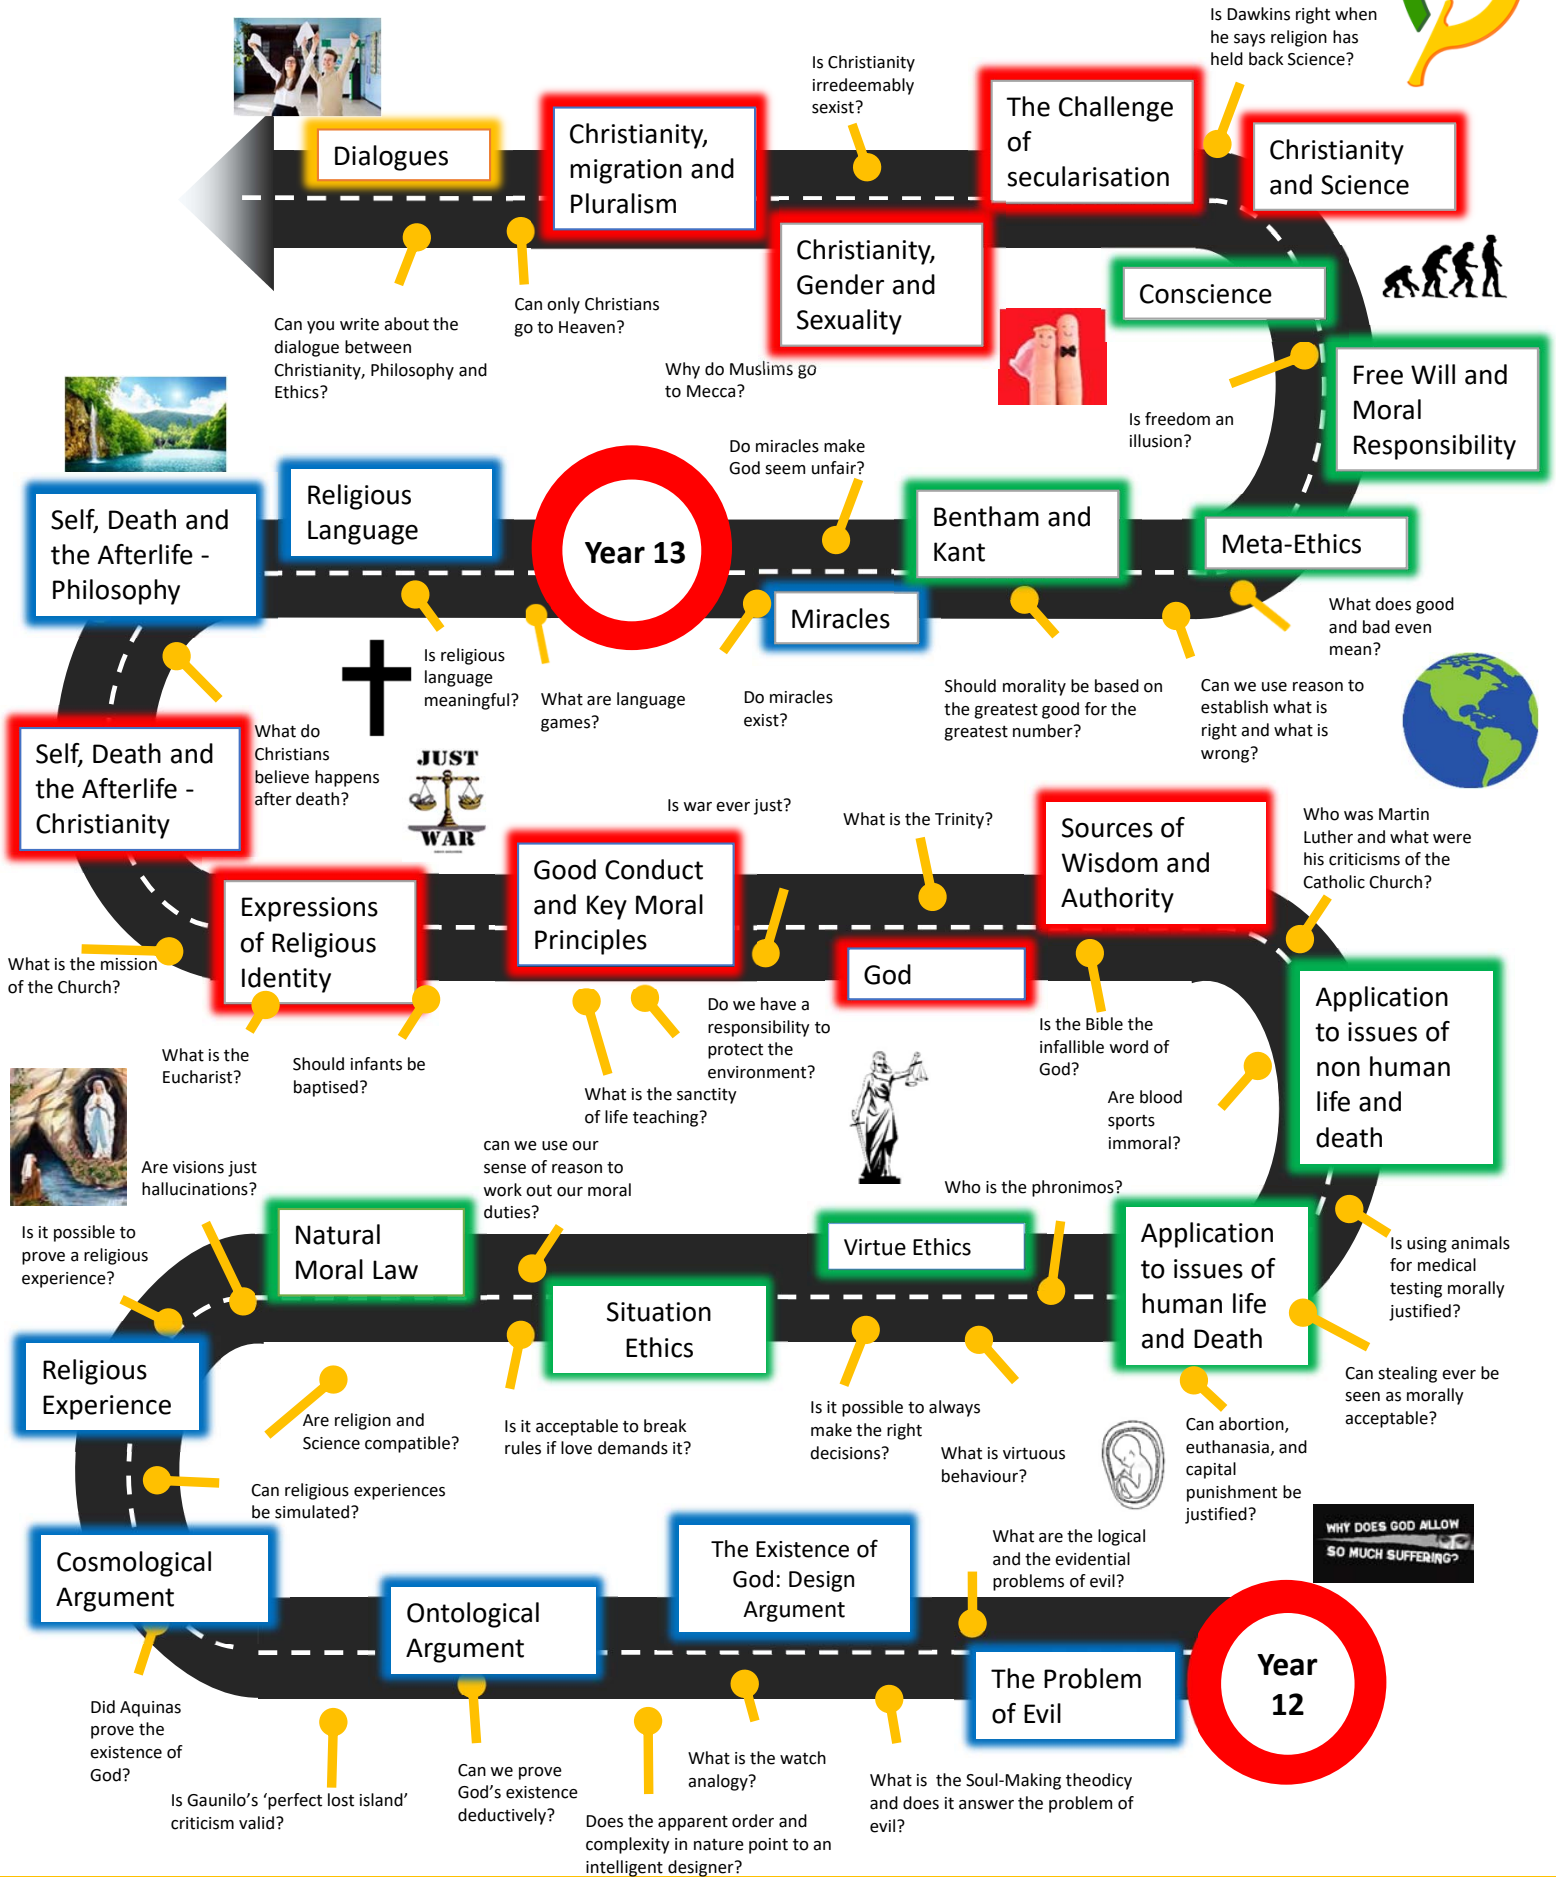 Is Dawkins right when
he says religion has
held back Science?
Is Christianity
irredeemably
sexist?
The Challenge
of
secularisation
Christianity,
migration and
Pluralism
Dialogues
Christianity
and Science
Christianity,
Gender and
Sexuality
Conscience
Can only Christians
go to Heaven?
Can you write about the
dialogue between
Christianity, Philosophy and
Ethics?
Why do Muslims go
to Mecca?
Free Will and
Moral
Responsibility
Is freedom an
illusion?
Do miracles make
God seem unfair?
Religious
Language
Self, Death and
the Afterlife -
Philosophy
Year 13
Bentham and
Kant
Meta-Ethics
Miracles
What does good
and bad even
mean?
Is religious
language
meaningful?
What are language
games?
Do miracles
exist?
Should morality be based on
the greatest good for the
greatest number?
Can we use reason to
establish what is
right and what is
wrong?
What do
Christians
believe happens
after death?
Self, Death and
the Afterlife -
Christianity
JUST
WAR
Is war ever just?
What is the Trinity?
Sources of
Wisdom and
Authority
Who was Martin
Luther and what were
his criticisms of the
Catholic Church?
Good Conduct
and Key Moral
Principles
Expressions
of Religious
Identity
God
What is the mission
of the Church?
Application
to issues of
non human
life and
death
What is the
Eucharist?
Should infants be
baptised?
Do we have a
responsibility to
protect the
environment?
What is the sanctity
of life teaching?
Is the Bible the
infallible word of
God?
Are blood
sports
immoral?
Are visions just
hallucinations?
can we use our
sense of reason to
work out our moral
duties?
Who is the phronimos?
Is it possible to
prove a religious
experience?
Natural
Moral Law
Virtue Ethics
Application
to issues of
human life
and Death
Is using animals
for medical
testing morally
justified?
Situation
Ethics
Religious
Experience
Can stealing ever be
seen as morally
acceptable?
Are religion and
Science compatible?
Is it acceptable to break
rules if love demands it?
Is it possible to always
make the right
decisions?
What is virtuous
behaviour?
Can abortion,
euthanasia, and
capital
punishment be
justified?
Can religious experiences
be simulated?
WHY DOES GOD ALLOW
SO MUCH SUFFERING?
Cosmological
Argument
Ontological
Argument
The Existence of
God: Design
Argument
What are the logical
and the evidential
problems of evil?
The Problem
of Evil
Year
12
Did Aquinas
prove the
existence of
God?
Is Gaunilo's ‘perfect lost island’
criticism valid?
Can we prove
God’s existence
deductively?
What is the watch
analogy?
Does the apparent order and
complexity in nature point to an
intelligent designer?
What is  the Soul-Making theodicy
and does it answer the problem of
evil?